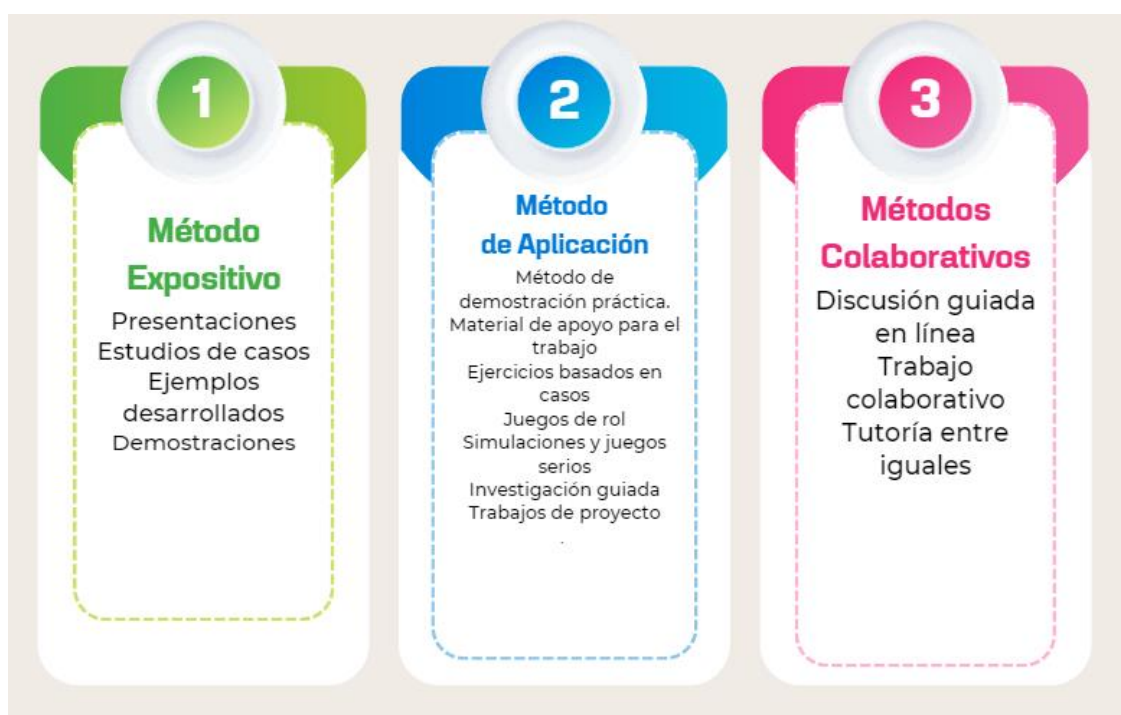 1
Método
Expositivo
Presentaciones
Estudios de casos
Ejemplos
desarrollados
Demostraciones
2
Método
de Aplicación
Método de
demostración práctica.
Material de apoyo para el
trabajo
Ejercicios basados en
casos
Juegos de rol
Simulaciones y juegos
serios
Investigación guiada
Trabajos de proyecto
.
3
Métodos
Colaborativos
Discusión guiada
en línea
Trabajo
colaborativo
Tutoría entre
iguales